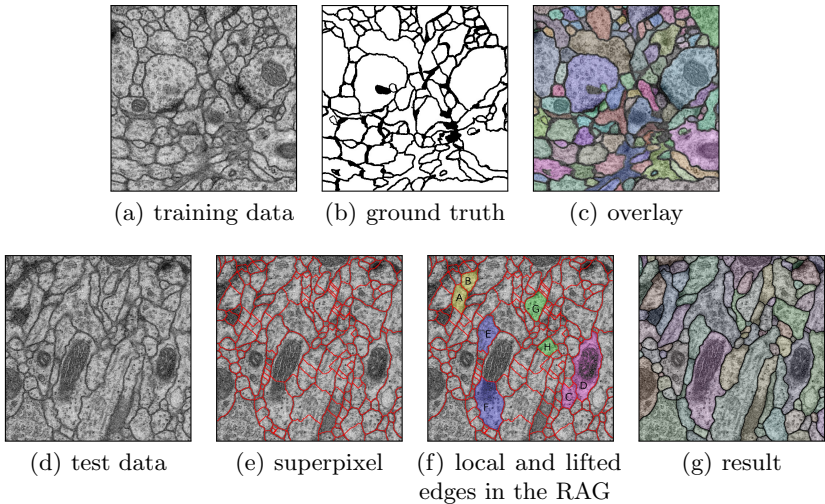 (a) training data
(b) ground truth
(c) overlay
B
A
G
E
H
D
C
F
(d) test data
(e) superpixel
(f) local and lifted
edges in the RAG
(g) result